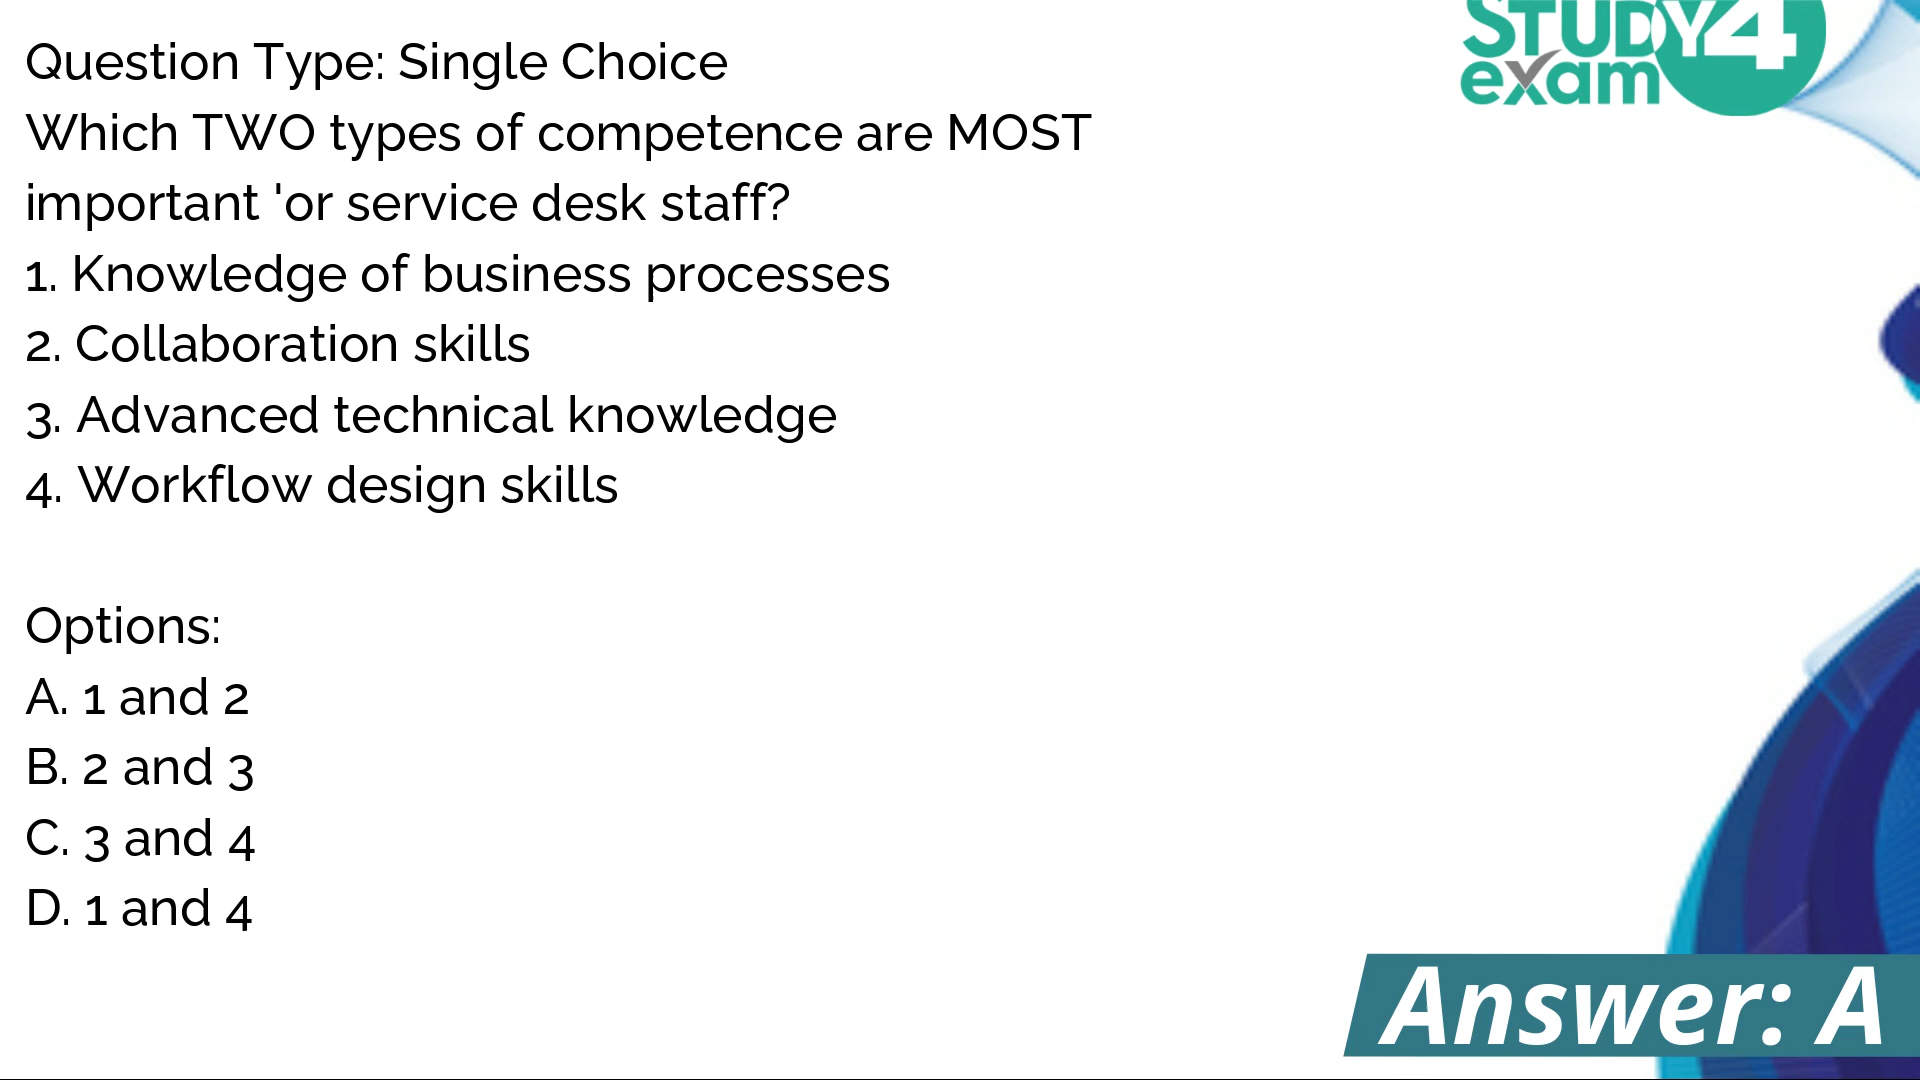 STUDY4
exam
Question Type: Single Choice
Which TWO types of competence are MOST
important 'or service desk staff?
1. Knowledge of business processes
2. Collaboration skills
3. Advanced technical knowledge
4. Workflow design skills
Options:
A. 1 and 2
B. 2 and 3
C. 3 and 4
D. 1 and 4
Answer: A